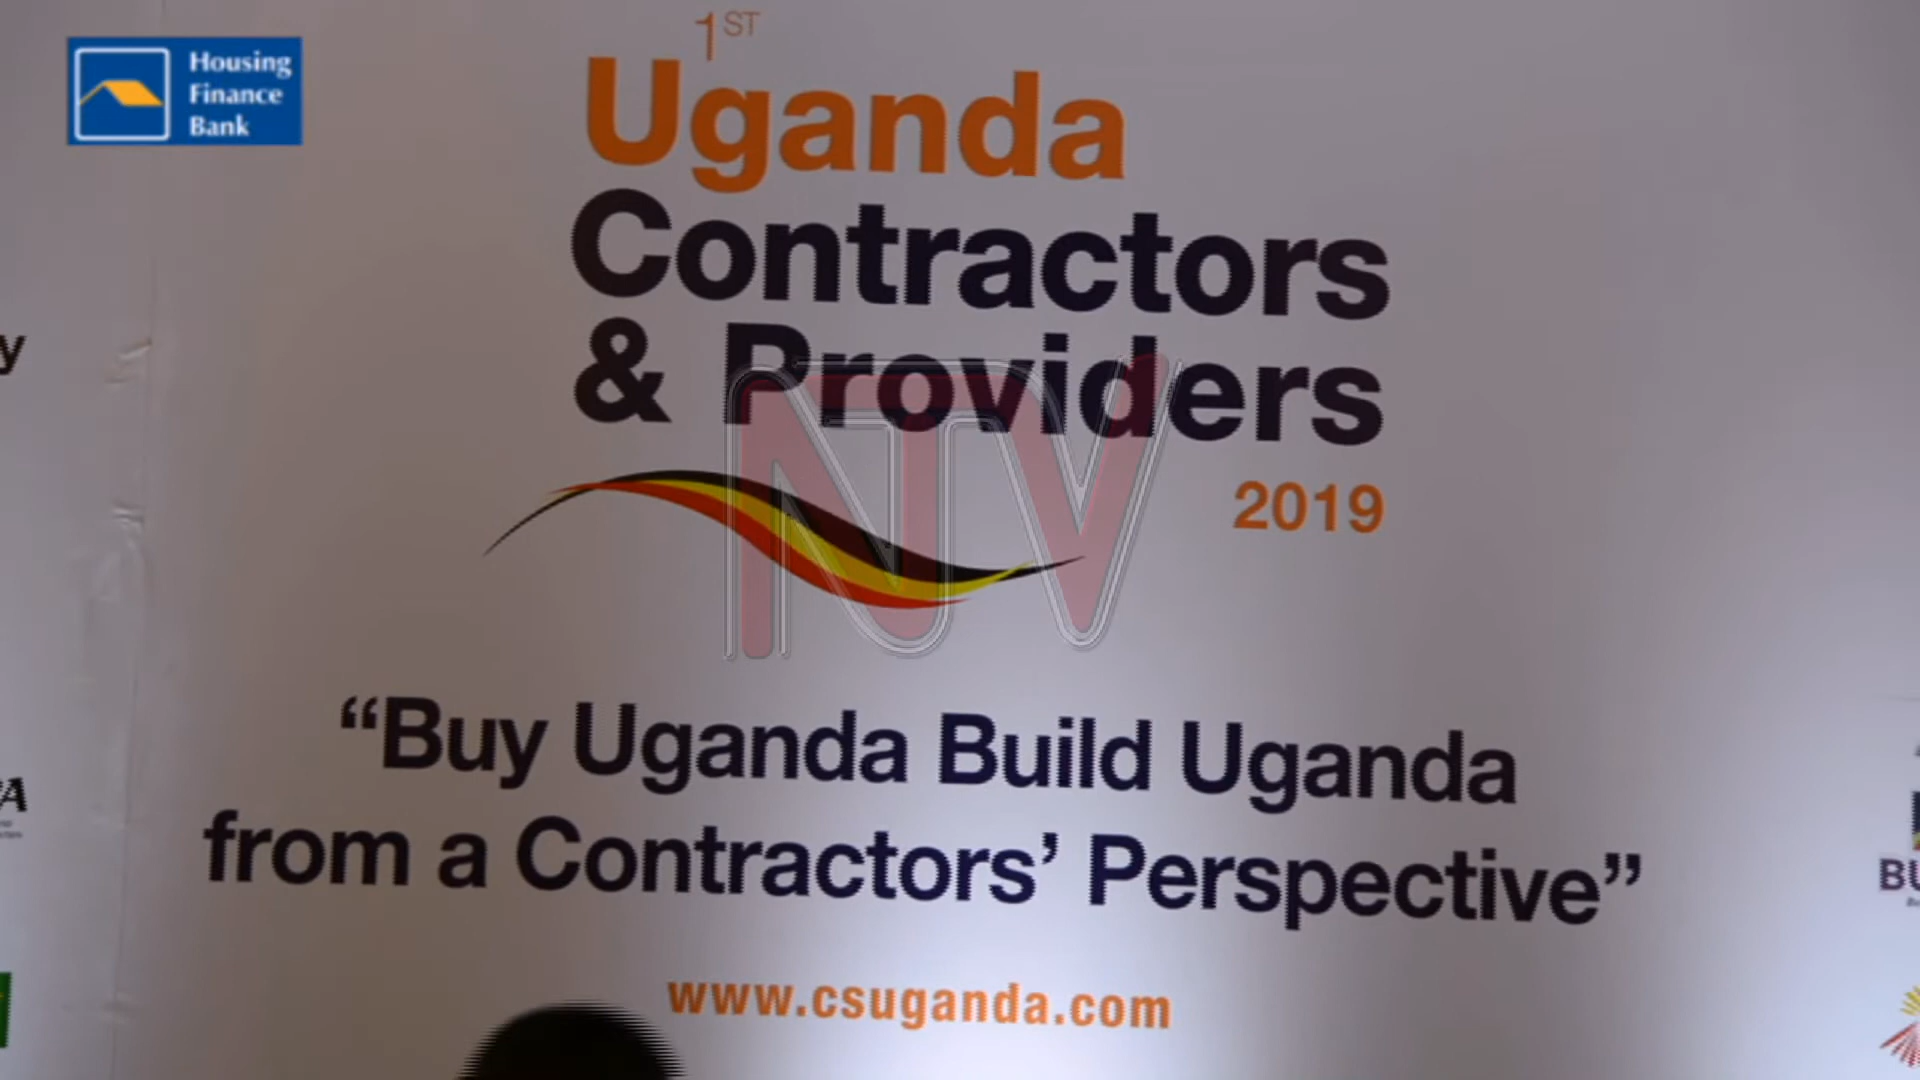 Housing
Finance
Bank
1ST
Uganda
Contractors
& Providers
2019
NTV
“Buy Uganda Build Uganda
from a Contractors’ Perspective”
www.csuganda.com